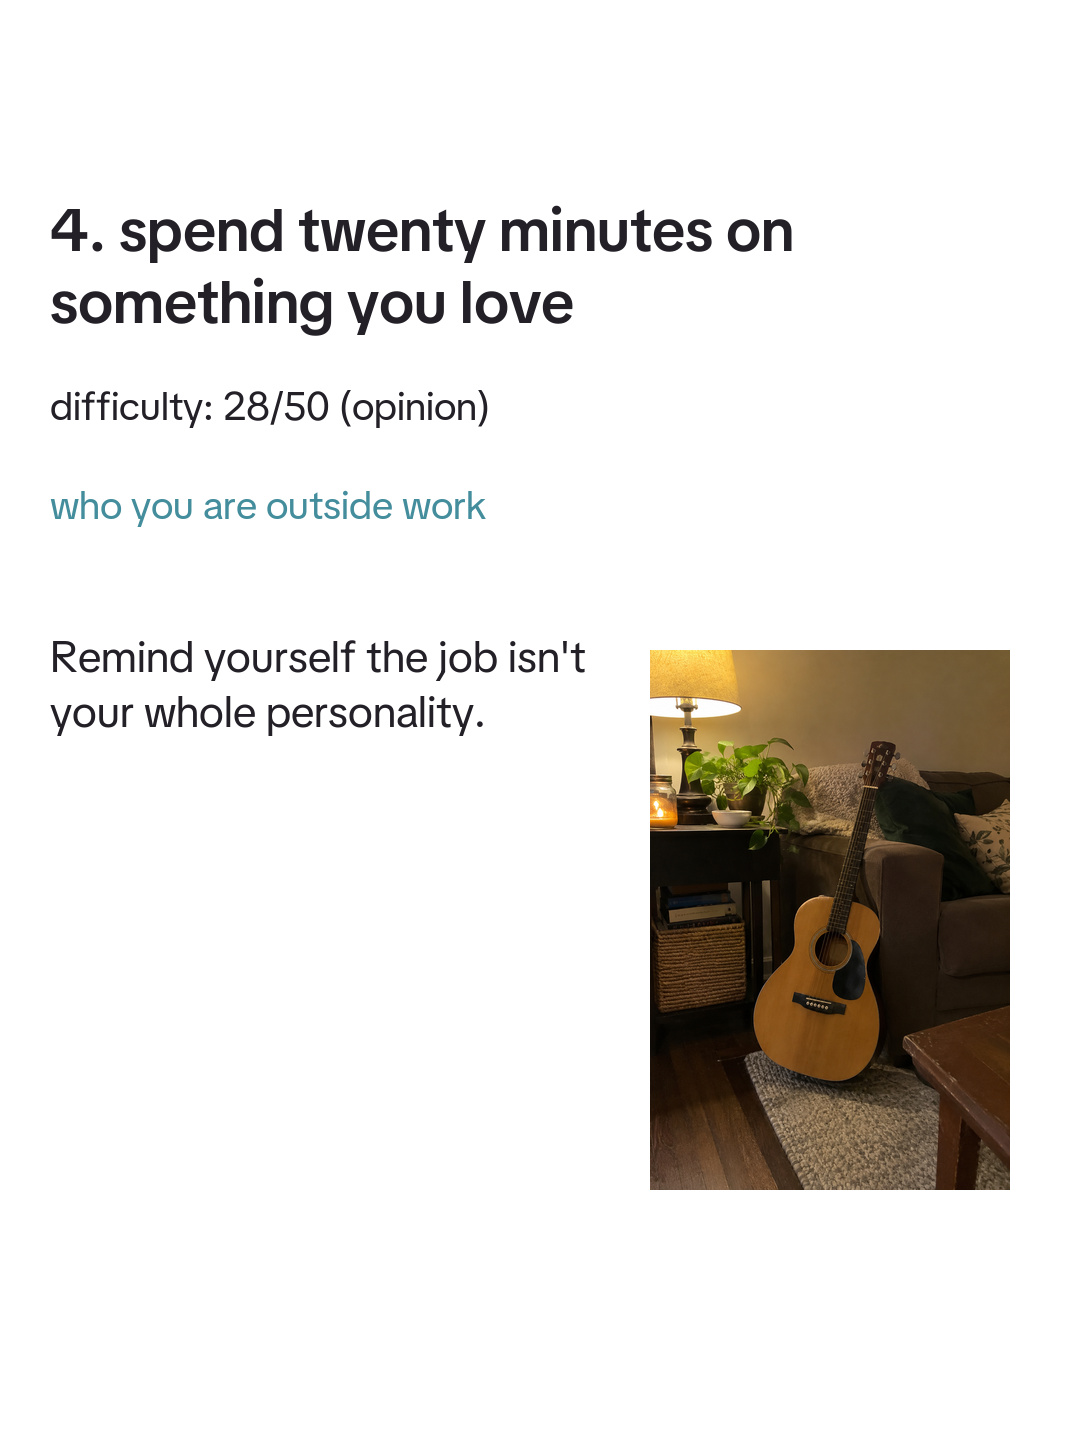 4. spend twenty minutes on
something you love
difficulty: 28/50 (opinion)
who you are outside work
Remind yourself the job isn't
your whole personality.